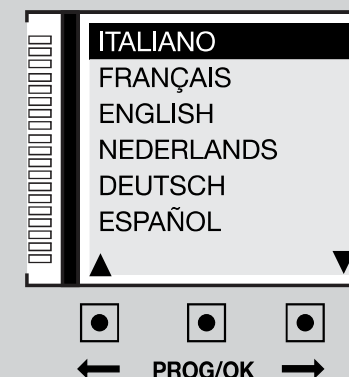 ITALIANO
FRANÇAIS
ENGLISH
NEDERLANDS
DEUTSCH
ESPAÑOL
PROG/OK